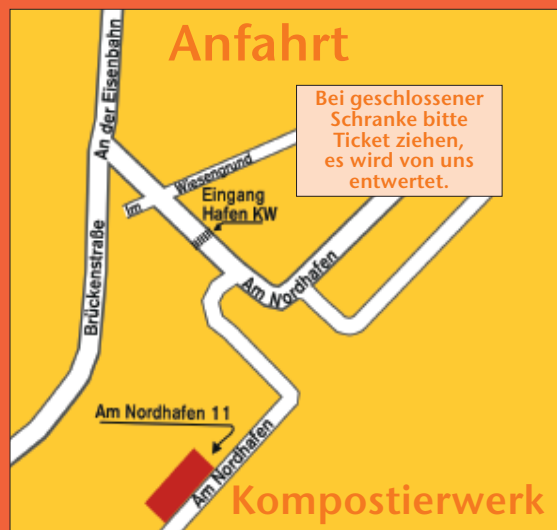 Anfahrt
An der Eisenbahn
Bei geschlossener
Schranke bitte
Ticket ziehen,
es wird von uns
entwertet.
Im Wiesengrund
Eingang
Hafen KW
Brückenstraße
Am Nordhafen
Am Nordhafen 11
Am Nordhafen
Kompostierwerk